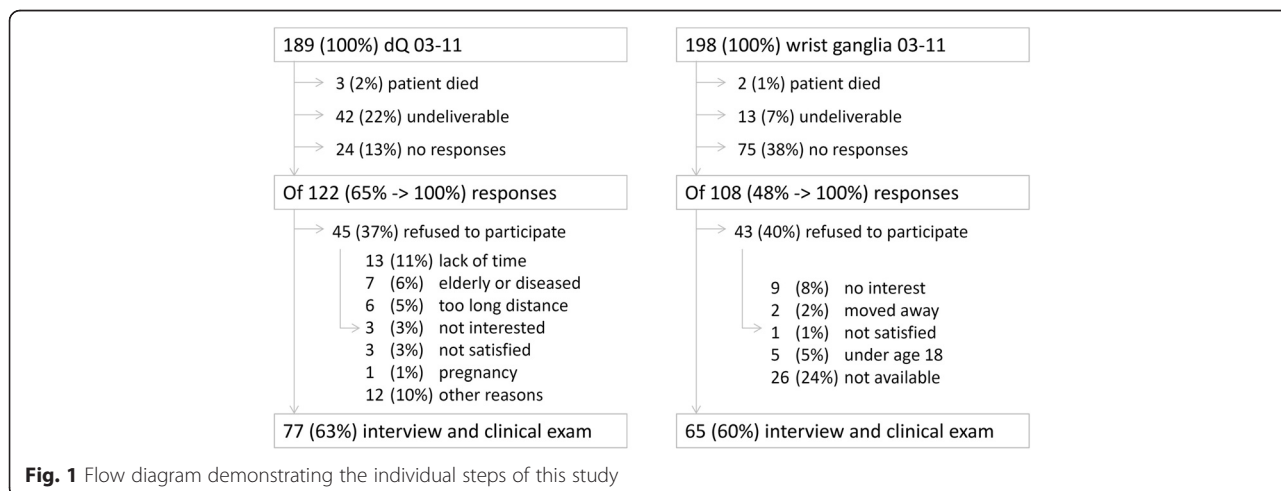 189 (100%) dQ 03-11
3 (2%) patient died
42 (22%) undeliverable
24 (13%) no responses
Of 122 (65% -> 100%) responses
45 (37%) refused to participate
13 (11%) lack of time
7 (6%) elderly or diseased
6 (5%) too long distance
3 (3%) not interested
3 (3%) not satisfied
1 (1%) pregnancy
12 (10%) other reasons
77 (63%) interview and clinical exam
198 (100%) wrist ganglia 03-11
2 (1%) patient died
13 (7%) undeliverable
75 (38%) no responses
Of 108 (48% -> 100%) responses
43 (40%) refused to participate
9 (8%) no interest
2 (2%) moved away
1 (1%) not satisfied
5 (5%) under age 18
26 (24%) not available
65 (60%) interview and clinical exam
Fig. 1 Flow diagram demonstrating the individual steps of this study